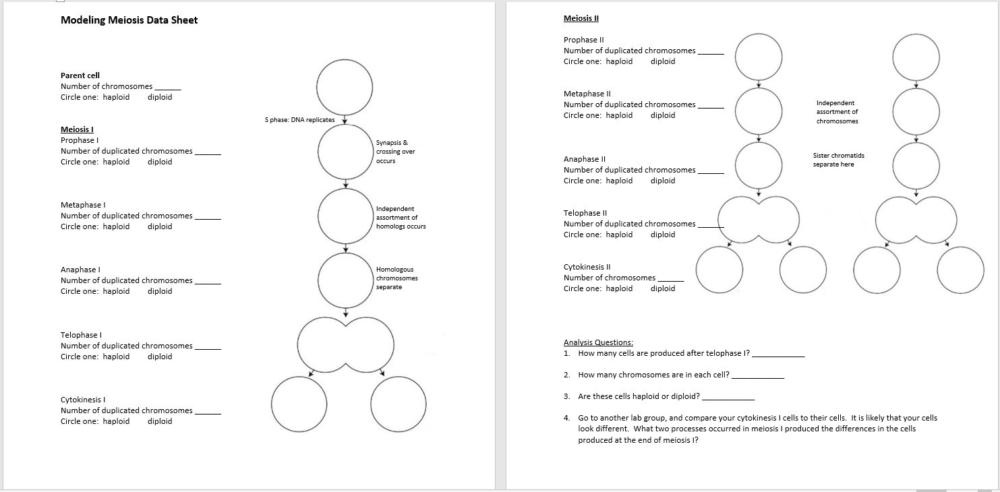 Modeling Meiosis Data Sheet
Parent cell
Number of chromosomes ______
Circle one:  haploid        diploid
S phase: DNA replicates
Meiosis I
Prophase I
Number of duplicated chromosomes ______
Circle one:  haploid        diploid
Synapsis &
crossing over
occurs
Metaphase I
Number of duplicated chromosomes ______
Circle one:  haploid        diploid
Independent
assortment of
homologs occurs
Anaphase I
Number of duplicated chromosomes ______
Circle one:  haploid        diploid
Homologous
chromosomes
separate
Telophase I
Number of duplicated chromosomes ______
Circle one:  haploid        diploid
Cytokinesis I
Number of duplicated chromosomes ______
Circle one:  haploid        diploid
Meiosis II
Prophase II
Number of duplicated chromosomes ______
Circle one:  haploid        diploid
Metaphase II
Number of duplicated chromosomes ______
Circle one:  haploid        diploid
Independent
assortment of
chromosomes
Anaphase II
Number of duplicated chromosomes ______
Circle one:  haploid        diploid
Sister chromatids
separate here
Telophase II
Number of duplicated chromosomes ______
Circle one:  haploid        diploid
Cytokinesis II
Number of chromosomes ______
Circle one:  haploid        diploid
Analysis Questions:
1.   How many cells are produced after telophase I? ____________
2.   How many chromosomes are in each cell? ____________
3.   Are these cells haploid or diploid? ____________
4.   Go to another lab group, and compare your cytokinesis I cells to their cells.  It is likely that your cells
look different.  What two processes occurred in meiosis I produced the differences in the cells
produced at the end of meiosis I?